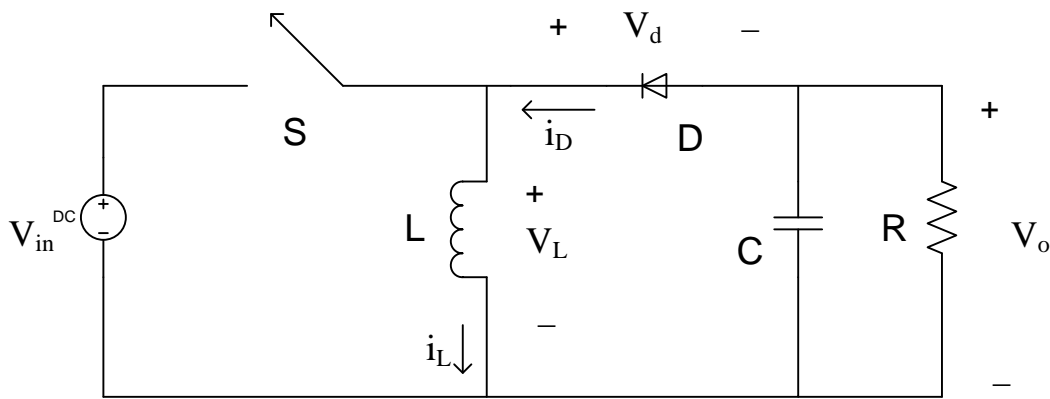 + V_d −
S
i_D
D
+
DC
+
−
V_in
L
+
V_L
−
i_L
C
R
V_o
−